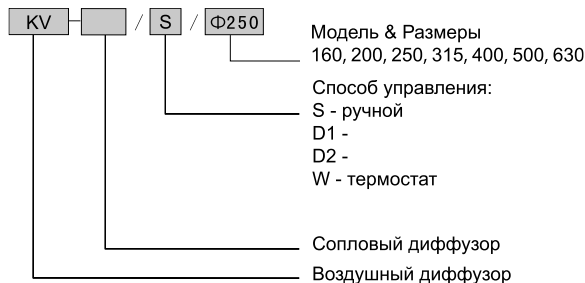 KV - / S / Ф250
Модель & Размеры
160, 200, 250, 315, 400, 500, 630
Способ управления:
S - ручной
D1 -
D2 -
W - термостат
Сопловый диффузор
Воздушный диффузор